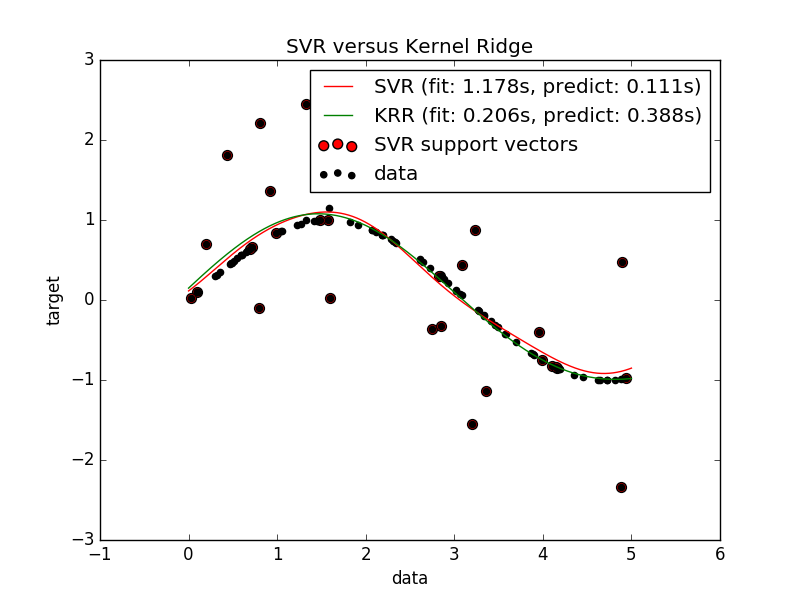 SVR versus Kernel Ridge
SVR (fit: 1.178s, predict: 0.111s)
KRR (fit: 0.206s, predict: 0.388s)
SVR support vectors
data
3
2
1
0
−1
−2
−3
target
−1 0 1 2 3 4 5 6
data